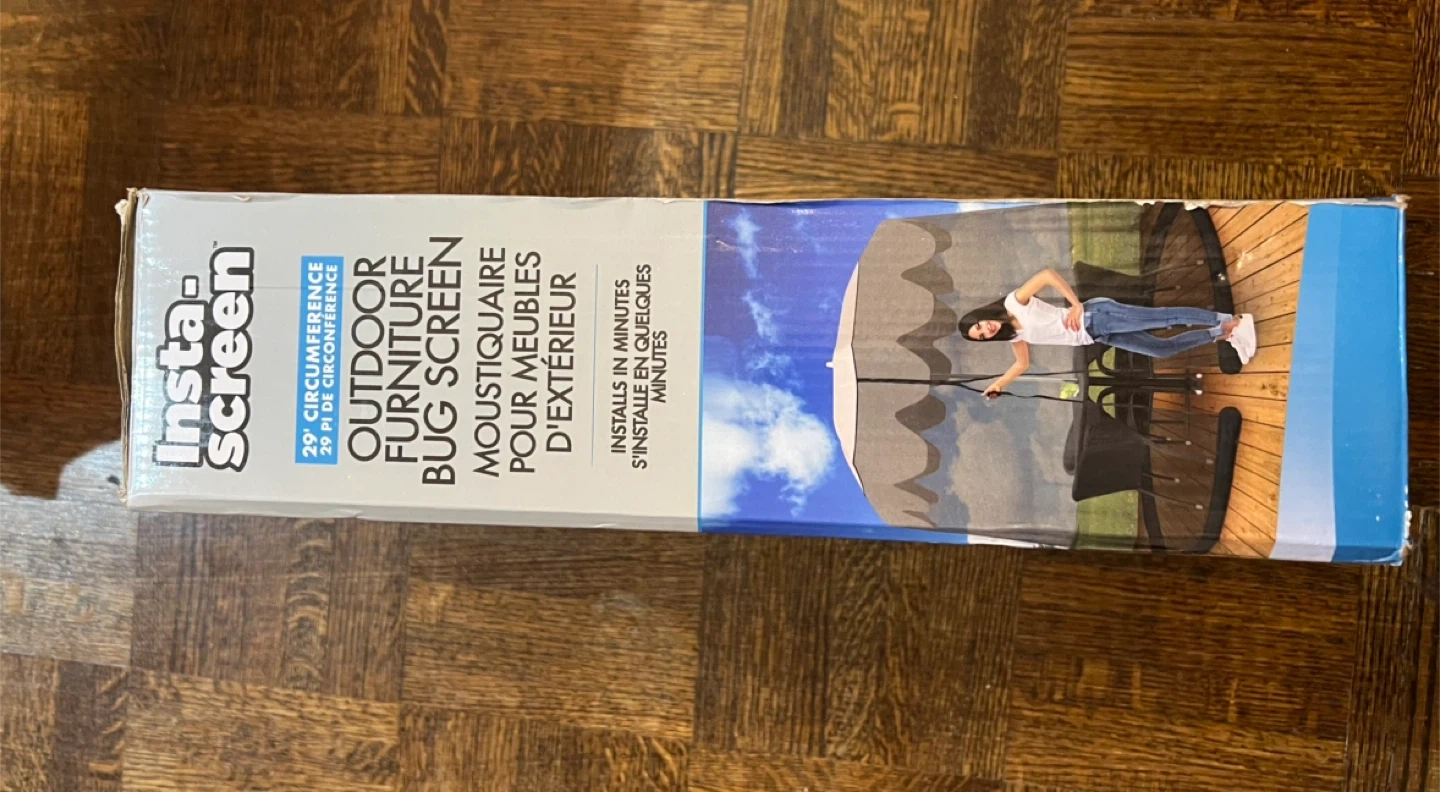 Insta-
screen™
29' CIRCUMFERENCE
29 PI DE CIRCONFÉRENCE
OUTDOOR
FURNITURE
BUG SCREEN
MOUSTIQUAIRE
POUR MEUBLES
D'EXTÉRIEUR
INSTALLS IN MINUTES
S'INSTALLE EN QUELQUES
MINUTES